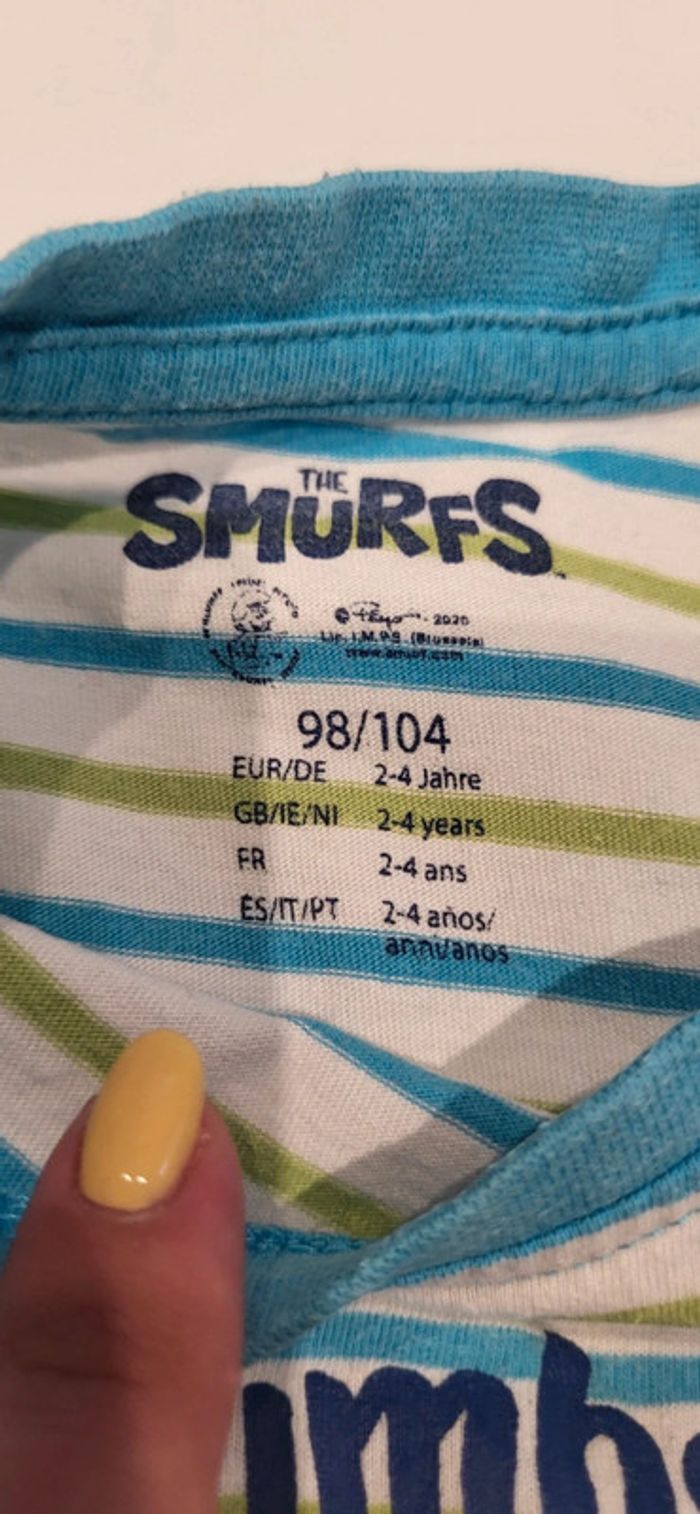 THE
SMURFS
© Peyo - 2020
Lic. I.M.P.S. (Brussels)
www.smurf.com
98/104
EUR/DE 2-4 Jahre
GB/IE/NI 2-4 years
FR 2-4 ans
ES/IT/PT 2-4 años/
anni/anos